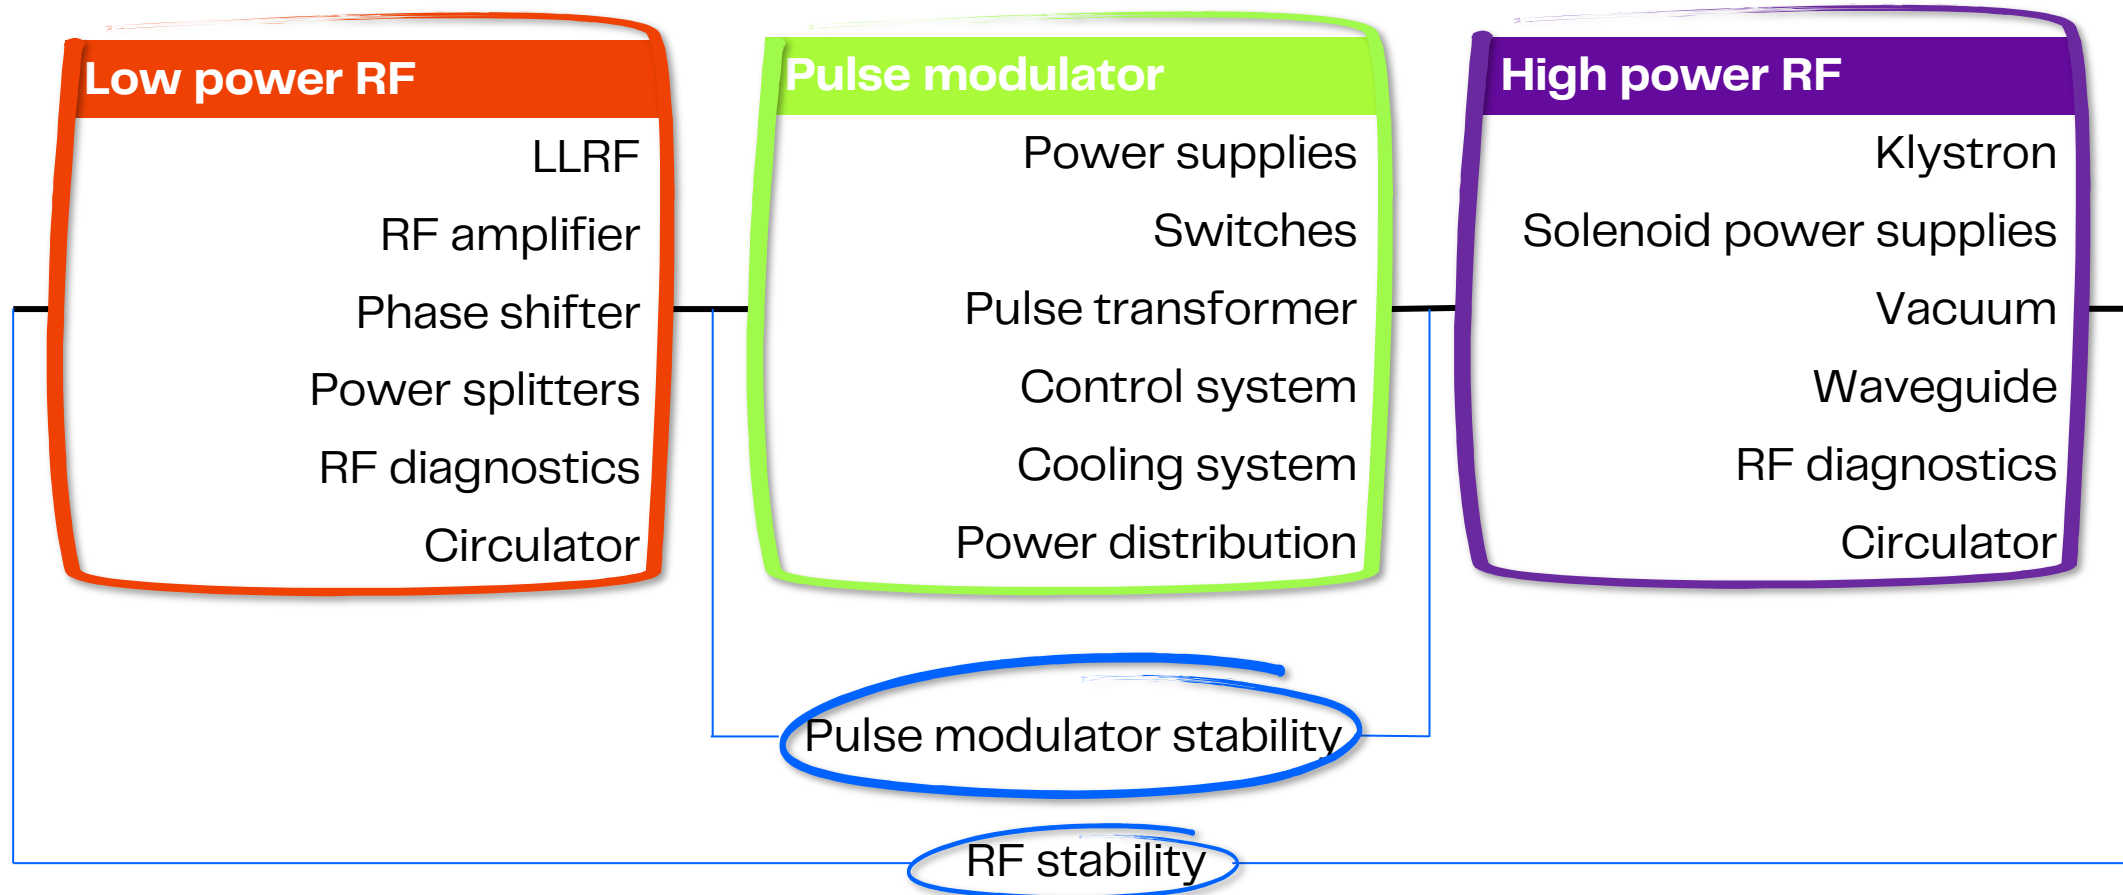 Low power RF
LLRF
RF amplifier
Phase shifter
Power splitters
RF diagnostics
Circulator
Pulse modulator
Power supplies
Switches
Pulse transformer
Control system
Cooling system
Power distribution
High power RF
Klystron
Solenoid power supplies
Vacuum
Waveguide
RF diagnostics
Circulator
Pulse modulator stability
RF stability